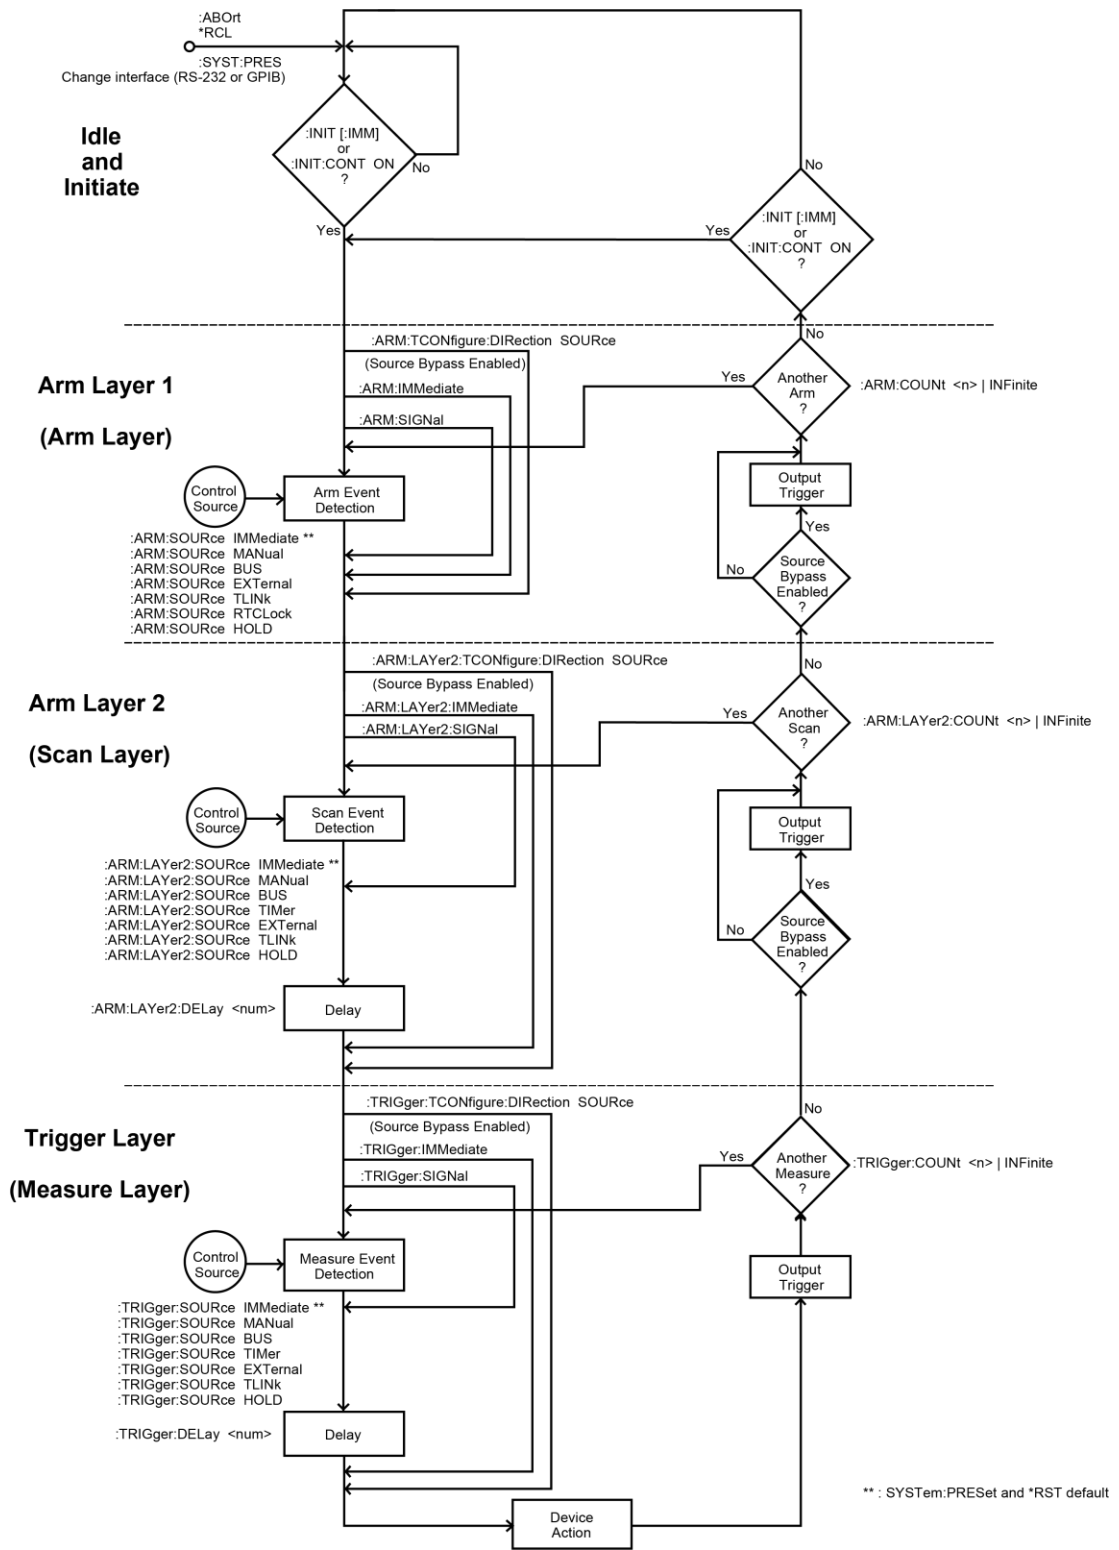 :ABOrt
*RCL
:SYST:PRES
Change interface (RS-232 or GPIB)
Idle
and
Initiate
:INIT [:IMM]
or
:INIT:CONT ON
?
No
Yes
No
:INIT [:IMM]
or
:INIT:CONT ON
?
Yes
No
:ARM:TCONfigure:DIRection SOURce
(Source Bypass Enabled)
Arm Layer 1
(Arm Layer)
:ARM:IMMediate
:ARM:SIGNal
Yes
Another
Arm
?
:ARM:COUNt <n> | INFinite
Control
Source
Arm Event
Detection
Output
Trigger
Yes
:ARM:SOURce IMMediate **
:ARM:SOURce MANual
:ARM:SOURce BUS
:ARM:SOURce EXTernal
:ARM:SOURce TLINk
:ARM:SOURce RTCLock
:ARM:SOURce HOLD
No
Source
Bypass
Enabled
?
No
:ARM:LAYer2:TCONfigure:DIRection SOURce
(Source Bypass Enabled)
Arm Layer 2
(Scan Layer)
:ARM:LAYer2:IMMediate
:ARM:LAYer2:SIGNal
Yes
Another
Scan
?
:ARM:LAYer2:COUNt <n> | INFinite
Control
Source
Scan Event
Detection
Output
Trigger
Yes
:ARM:LAYer2:SOURce IMMediate **
:ARM:LAYer2:SOURce MANual
:ARM:LAYer2:SOURce BUS
:ARM:LAYer2:SOURce TIMer
:ARM:LAYer2:SOURce EXTernal
:ARM:LAYer2:SOURce TLINk
:ARM:LAYer2:SOURce HOLD
No
Source
Bypass
Enabled
?
:ARM:LAYer2:DELay <num>
Delay
No
:TRIGger:TCONfigure:DIRection SOURce
(Source Bypass Enabled)
Trigger Layer
(Measure Layer)
:TRIGger:IMMediate
:TRIGger:SIGNal
Yes
Another
Measure
?
:TRIGger:COUNt <n> | INFinite
Control
Source
Measure Event
Detection
Output
Trigger
:TRIGger:SOURce IMMediate **
:TRIGger:SOURce MANual
:TRIGger:SOURce BUS
:TRIGger:SOURce TIMer
:TRIGger:SOURce EXTernal
:TRIGger:SOURce TLINk
:TRIGger:SOURce HOLD
:TRIGger:DELay <num>
Delay
** : SYSTem:PRESet and *RST default
Device
Action